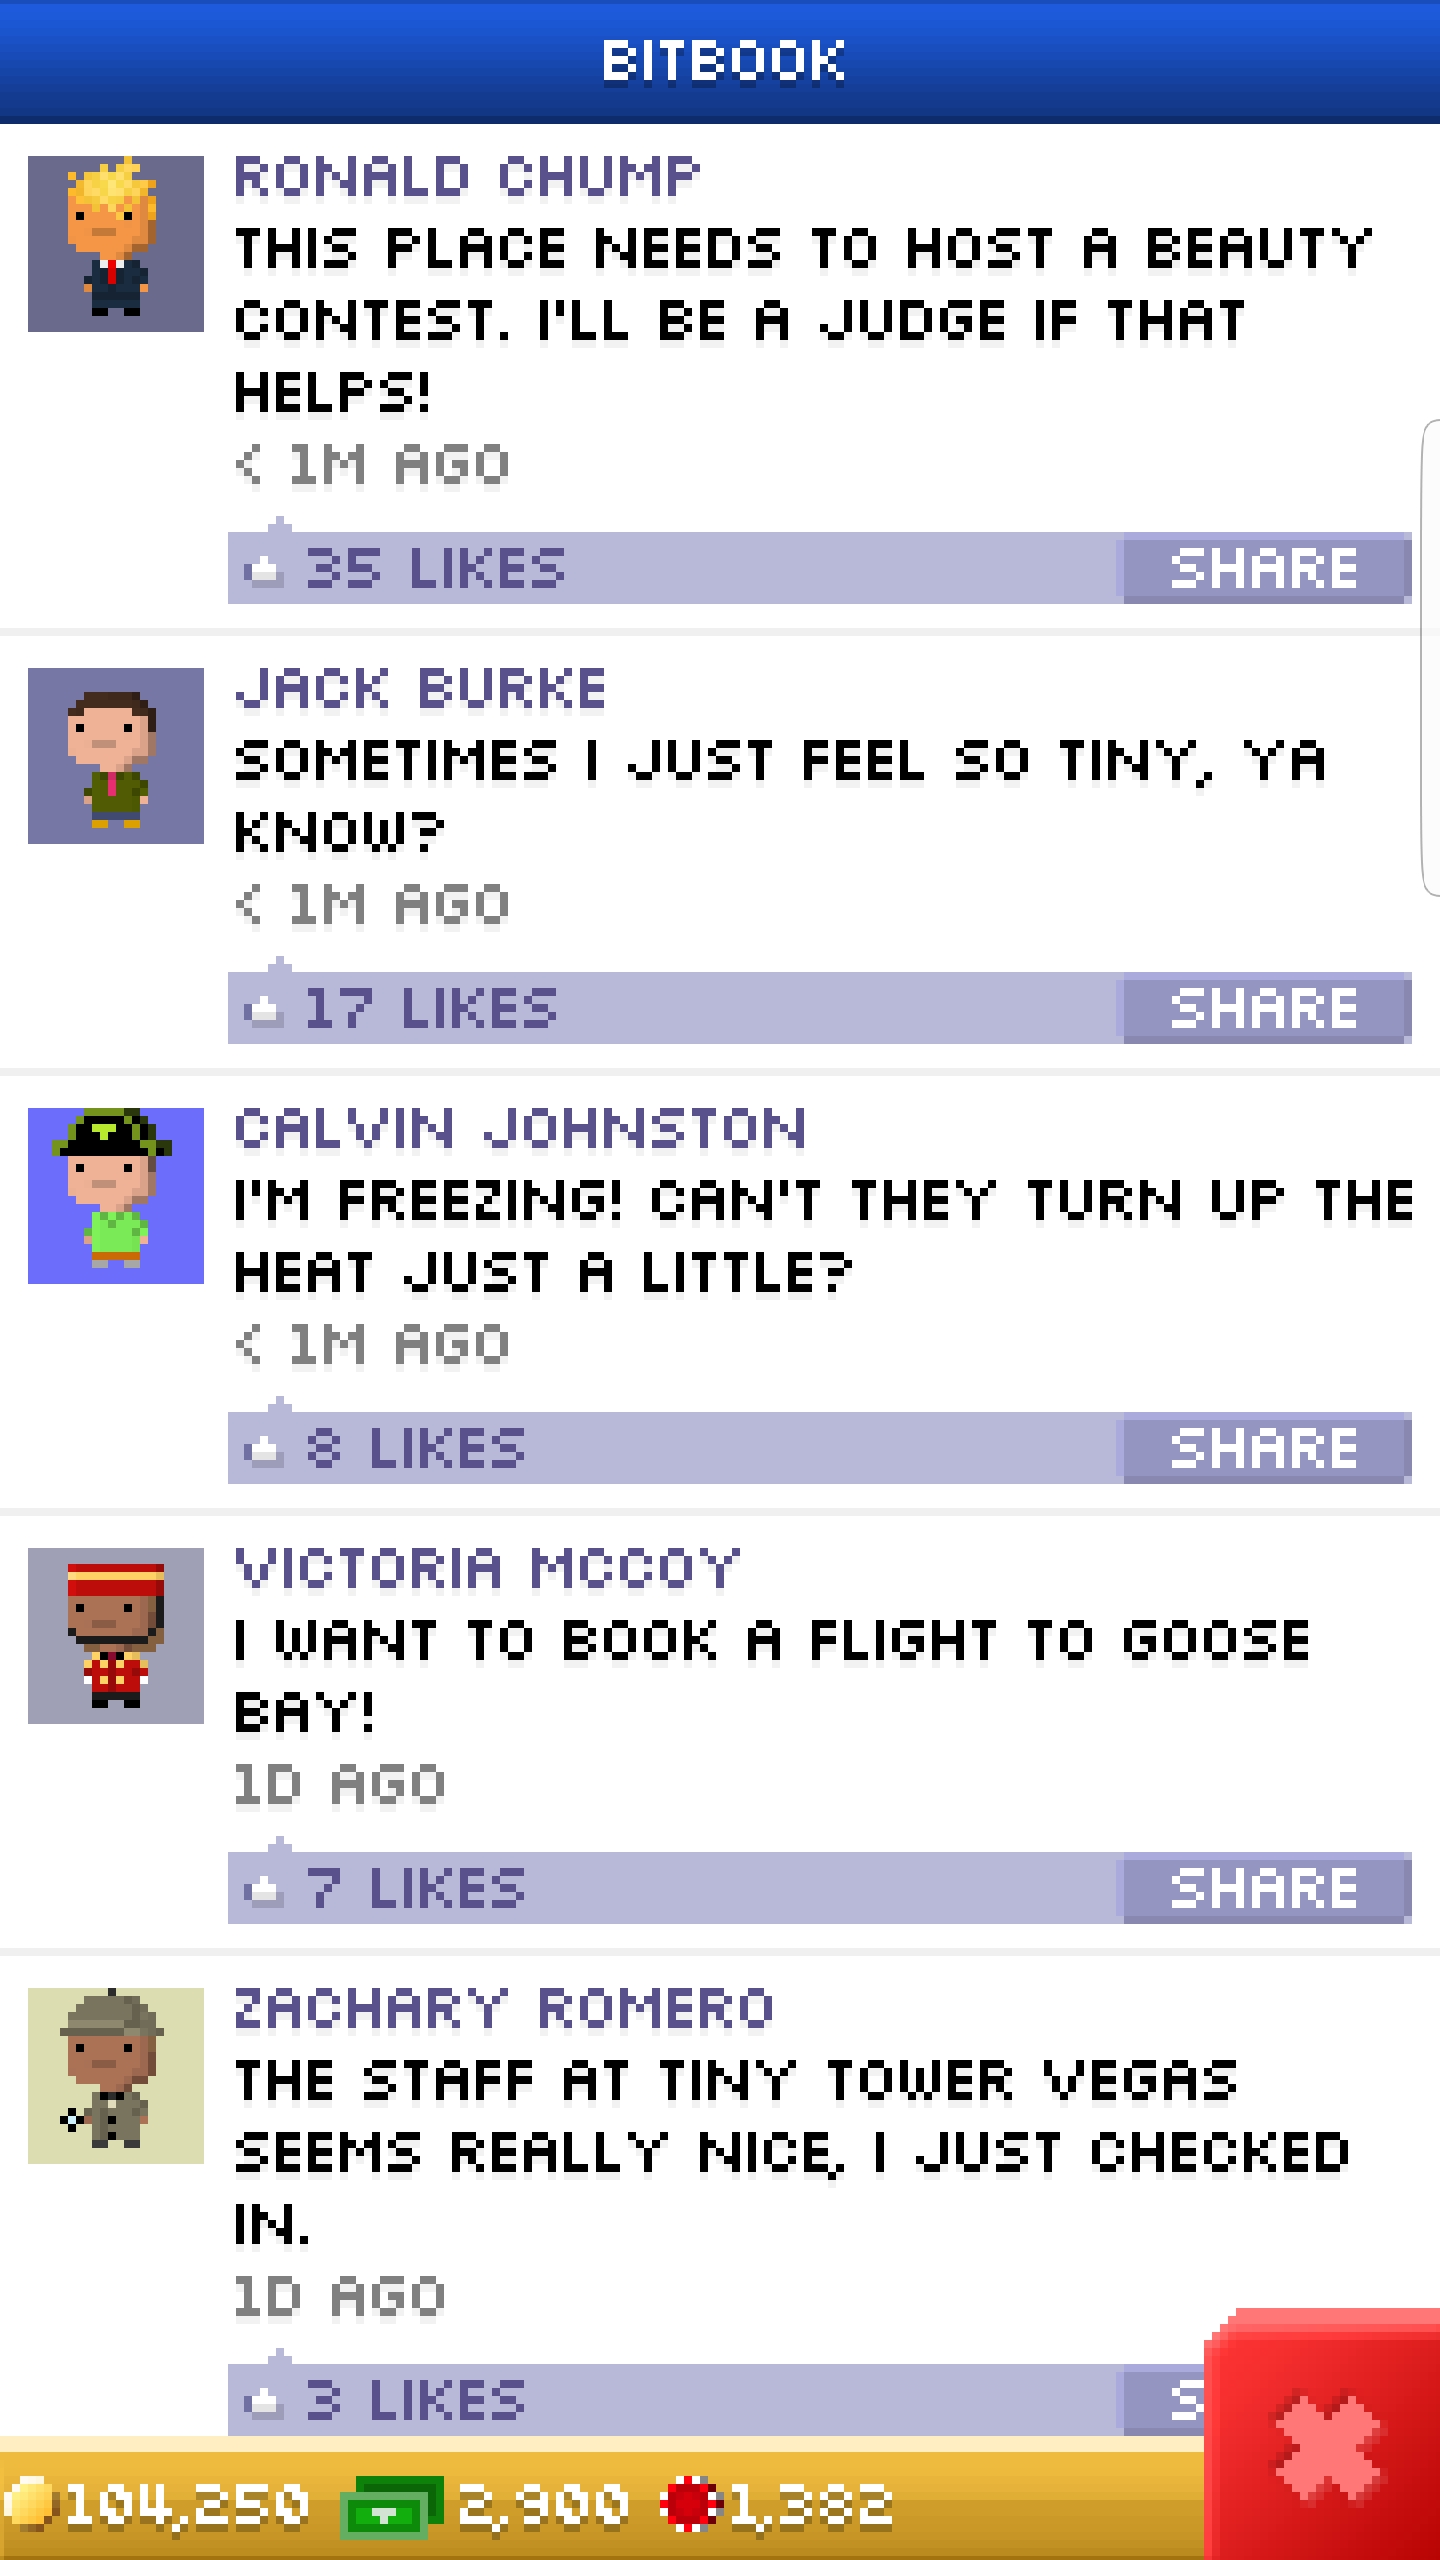 BITBOOK
RONALD CHUMP
THIS PLACE NEEDS TO HOST A BEAUTY
CONTEST. I'LL BE A JUDGE IF THAT
HELPS!
< 1M AGO
35 LIKES SHARE
JACK BURKE
SOMETIMES I JUST FEEL SO TINY, YA
KNOW?
< 1M AGO
17 LIKES SHARE
CALVIN JOHNSTON
I'M FREEZING! CAN'T THEY TURN UP THE
HEAT JUST A LITTLE?
< 1M AGO
8 LIKES SHARE
VICTORIA MCCOY
I WANT TO BOOK A FLIGHT TO GOOSE
BAY!
1D AGO
7 LIKES SHARE
ZACHARY ROMERO
THE STAFF AT TINY TOWER VEGAS
SEEMS REALLY NICE, I JUST CHECKED
IN.
1D AGO
3 LIKES S
104,250 2,900 1,382